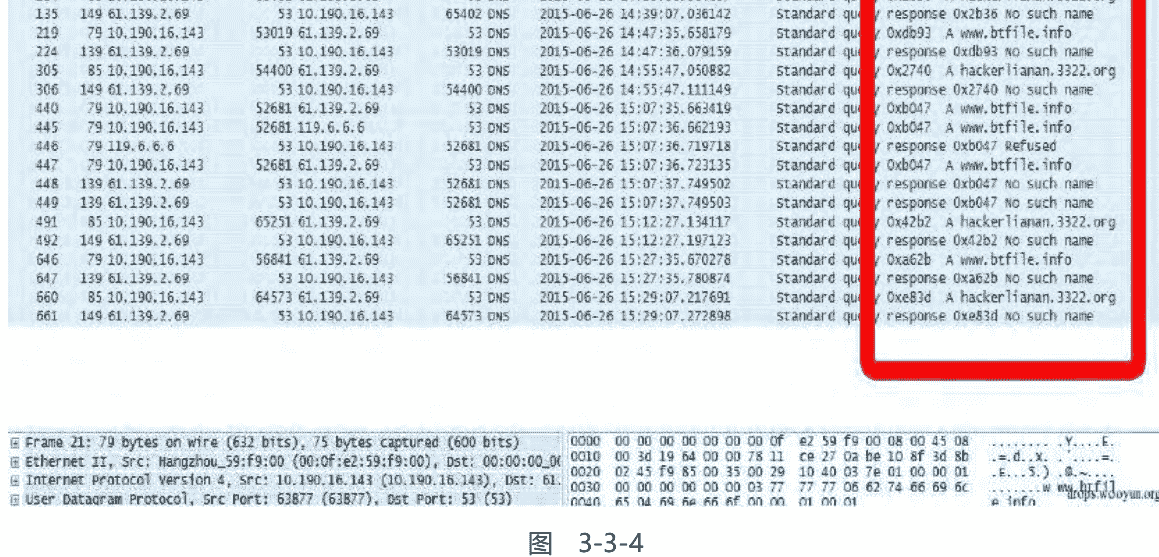 135 149 61.139.2.69 53 10.190.16.143 65402 DNS 2015-06-26 14:39:07.036142 Standard query response 0x2b36 No such name
219 79 10.190.16.143 53019 61.139.2.69 53 DNS 2015-06-26 14:47:35.658179 Standard query 0xdb93 A www.btfile.info
224 139 61.139.2.69 53 10.190.16.143 53019 DNS 2015-06-26 14:47:36.079159 Standard query response 0xdb93 No such name
305 85 10.190.16.143 54400 61.139.2.69 53 DNS 2015-06-26 14:55:47.050882 Standard query 0x2740 A hackerlianan.3322.org
306 149 61.139.2.69 53 10.190.16.143 54400 DNS 2015-06-26 14:55:47.111149 Standard query response 0x2740 No such name
440 79 10.190.16.143 52681 61.139.2.69 53 DNS 2015-06-26 15:07:35.663419 Standard query 0xb047 A www.btfile.info
445 79 10.190.16.143 52681 119.6.6.6 53 DNS 2015-06-26 15:07:36.662193 Standard query 0xb047 A www.btfile.info
446 79 119.6.6.6 53 10.190.16.143 52681 DNS 2015-06-26 15:07:36.719718 Standard query response 0xb047 Refused
447 79 10.190.16.143 52681 61.139.2.69 53 DNS 2015-06-26 15:07:36.723135 Standard query 0xb047 A www.btfile.info
448 139 61.139.2.69 53 10.190.16.143 52681 DNS 2015-06-26 15:07:37.749502 Standard query response 0xb047 No such name
449 139 61.139.2.69 53 10.190.16.143 52681 DNS 2015-06-26 15:07:37.749503 Standard query response 0xb047 No such name
491 85 10.190.16.143 65251 61.139.2.69 53 DNS 2015-06-26 15:12:27.134117 Standard query 0x42b2 A hackerlianan.3322.org
492 149 61.139.2.69 53 10.190.16.143 65251 DNS 2015-06-26 15:12:27.197123 Standard query response 0x42b2 No such name
646 79 10.190.16.143 56841 61.139.2.69 53 DNS 2015-06-26 15:27:35.670278 Standard query 0xa62b A www.btfile.info
647 139 61.139.2.69 53 10.190.16.143 56841 DNS 2015-06-26 15:27:35.780874 Standard query response 0xa62b No such name
660 85 10.190.16.143 64573 61.139.2.69 53 DNS 2015-06-26 15:29:07.217691 Standard query 0xe83d A hackerlianan.3322.org
661 149 61.139.2.69 53 10.190.16.143 64573 DNS 2015-06-26 15:29:07.272898 Standard query response 0xe83d No such name
Frame 21: 79 bytes on wire (632 bits), 75 bytes captured (600 bits)
Ethernet II, Src: Hangzhou_59:f9:00 (00:0f:e2:59:f9:00), Dst: 00:00:00_0(
Internet Protocol Version 4, Src: 10.190.16.143 (10.190.16.143), Dst: 61.
User Datagram Protocol, Src Port: 63877 (63877), Dst Port: 53 (53)
0000 00 00 00 00 00 00 00 0f e2 59 f9 00 08 00 45 08 ........ .Y....E.
0010 00 3d 19 64 00 00 78 11 ce 27 0a be 10 8f 3d 8b .=.d..x. .'....=.
0020 02 45 f9 85 00 35 00 29 10 40 03 7e 01 00 00 01 .E...5.) .@.~....
0030 00 00 00 00 00 00 03 77 77 77 06 62 74 66 69 6c .......w ww.btfil
0040 65 04 69 6e 66 6f 00 00 01 00 01 e.info
drops.wooyun.org
图 3-3-4